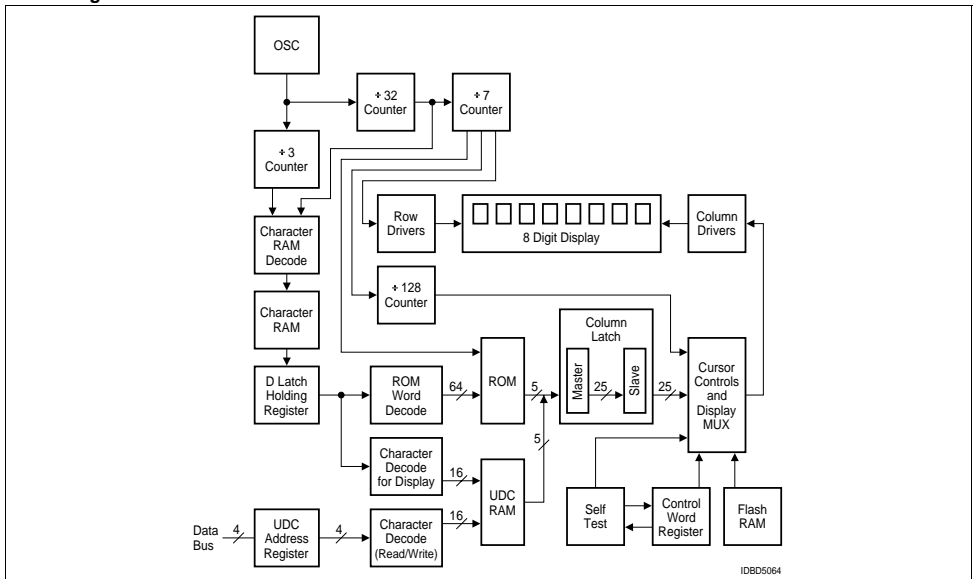 OSC
÷ 32
Counter
÷ 7
Counter
÷ 3
Counter
Row
Drivers
8 Digit Display
Column
Drivers
Character
RAM
Decode
÷ 128
Counter
Character
RAM
Column
Latch
Master
25
Slave
25
Cursor
Controls
and
Display
MUX
D Latch
Holding
Register
ROM
Word
Decode
64
ROM
5
5
Character
Decode
for Display
16
UDC
RAM
Data
Bus
4
UDC
Address
Register
4
Character
Decode
(Read/Write)
16
Self
Test
Control
Word
Register
Flash
RAM
IDBD5064